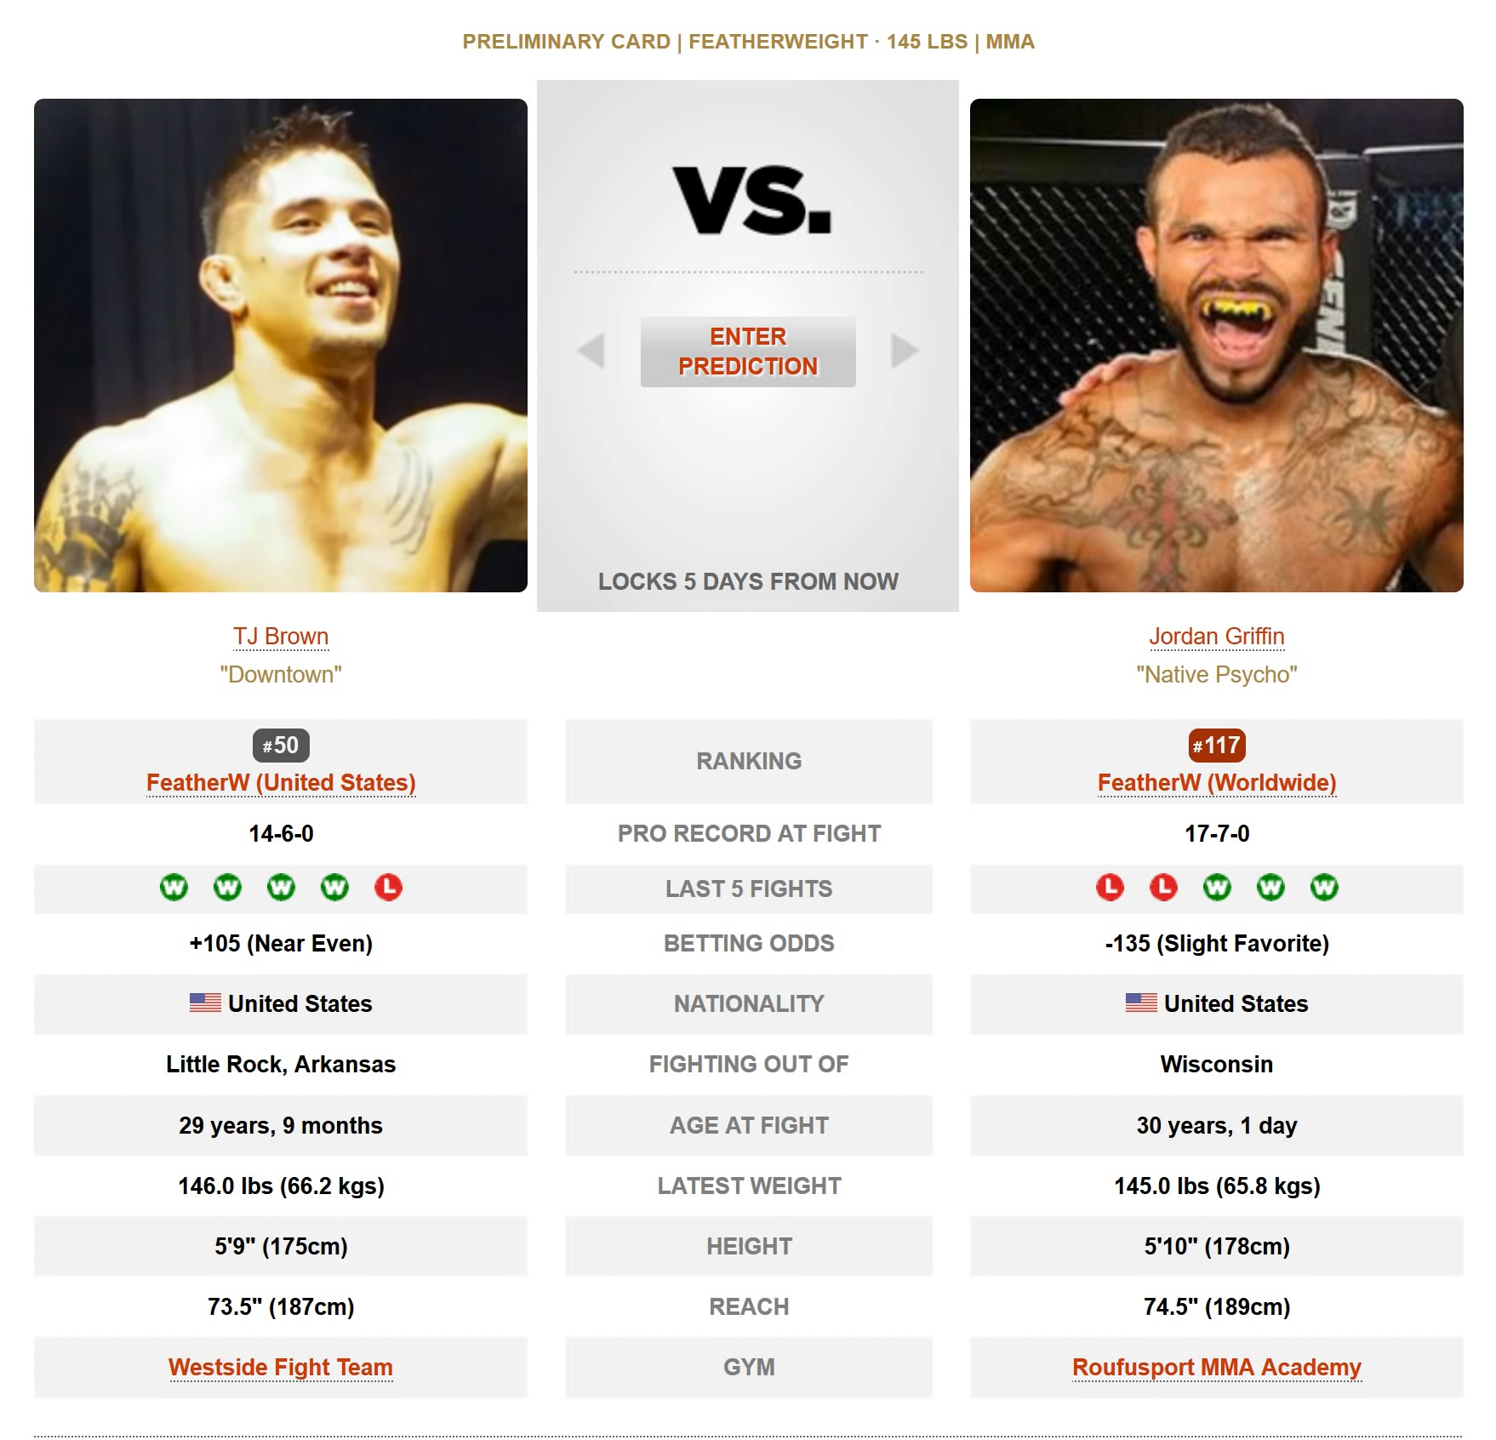 PRELIMINARY CARD | FEATHERWEIGHT · 145 LBS | MMA
VS.
ENTER
PREDICTION
LOCKS 5 DAYS FROM NOW
TJ Brown
"Downtown"
Jordan Griffin
"Native Psycho"
#50
FeatherW (United States)
RANKING
#117
FeatherW (Worldwide)
14-6-0 PRO RECORD AT FIGHT 17-7-0
W W W W L LAST 5 FIGHTS L L W W W
+105 (Near Even) BETTING ODDS -135 (Slight Favorite)
United States NATIONALITY United States
Little Rock, Arkansas FIGHTING OUT OF Wisconsin
29 years, 9 months AGE AT FIGHT 30 years, 1 day
146.0 lbs (66.2 kgs) LATEST WEIGHT 145.0 lbs (65.8 kgs)
5'9" (175cm) HEIGHT 5'10" (178cm)
73.5" (187cm) REACH 74.5" (189cm)
Westside Fight Team GYM Roufusport MMA Academy